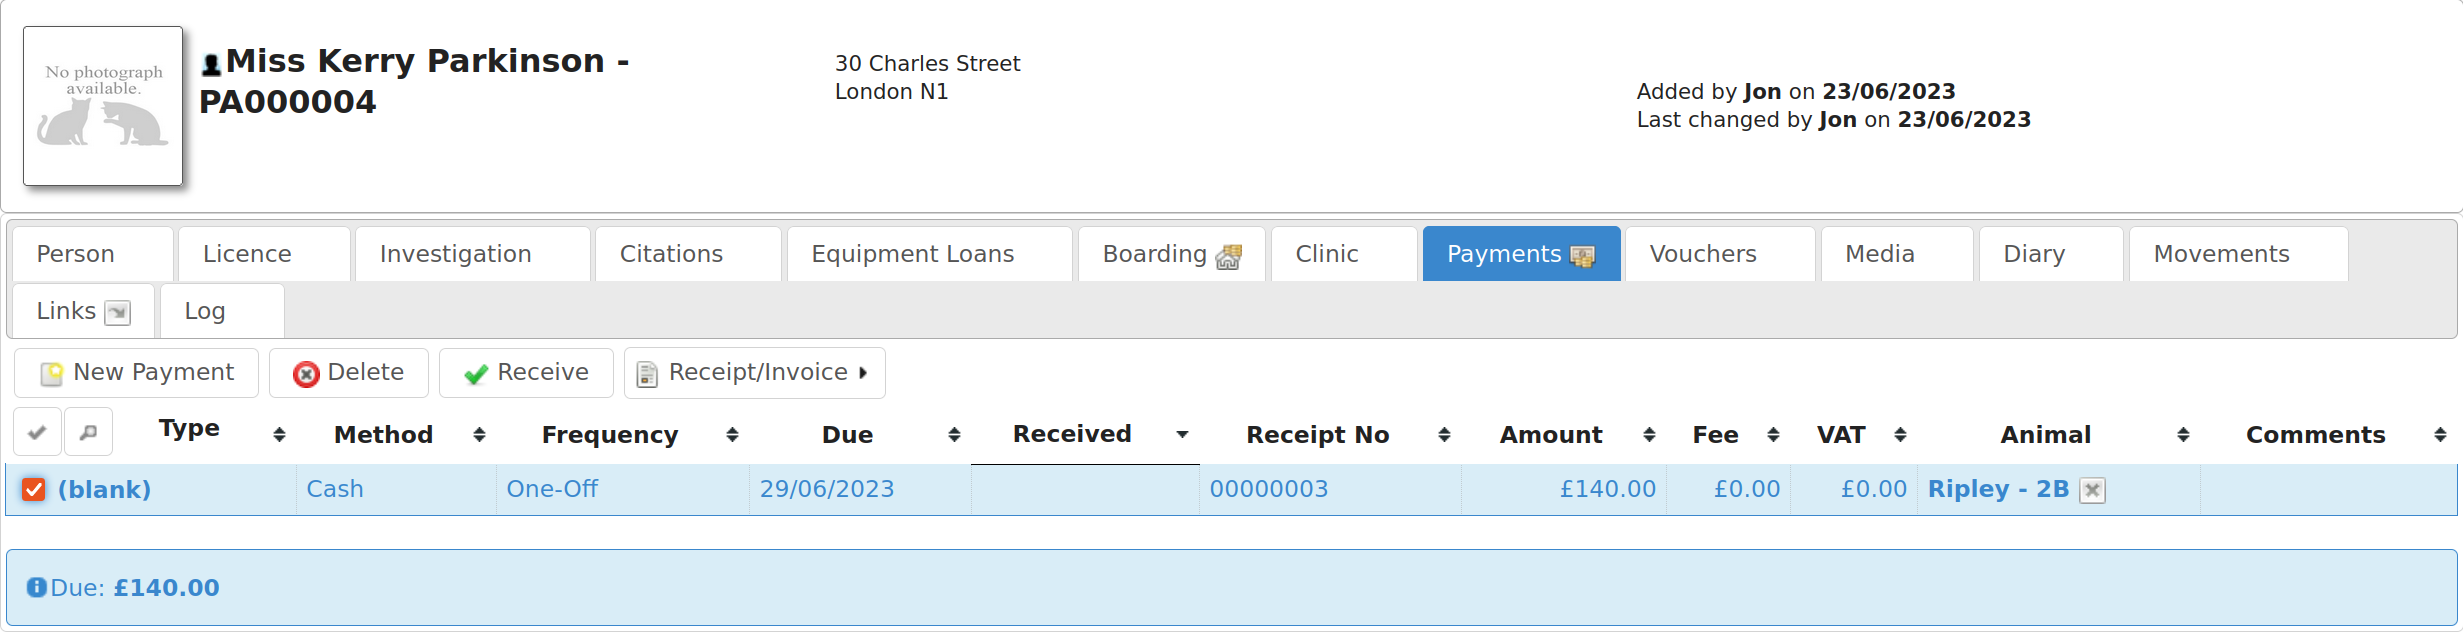 No photograph
available.
Miss Kerry Parkinson -
PA000004
30 Charles Street
London N1
Added by Jon on 23/06/2023
Last changed by Jon on 23/06/2023
Person Licence Investigation Citations Equipment Loans Boarding Clinic Payments Vouchers Media Diary Movements
Links Log
New Payment Delete Receive Receipt/Invoice
Type Method Frequency Due Received Receipt No Amount Fee VAT Animal Comments
(blank) Cash One-Off 29/06/2023 00000003 £140.00 £0.00 £0.00 Ripley - 2B
Due: £140.00